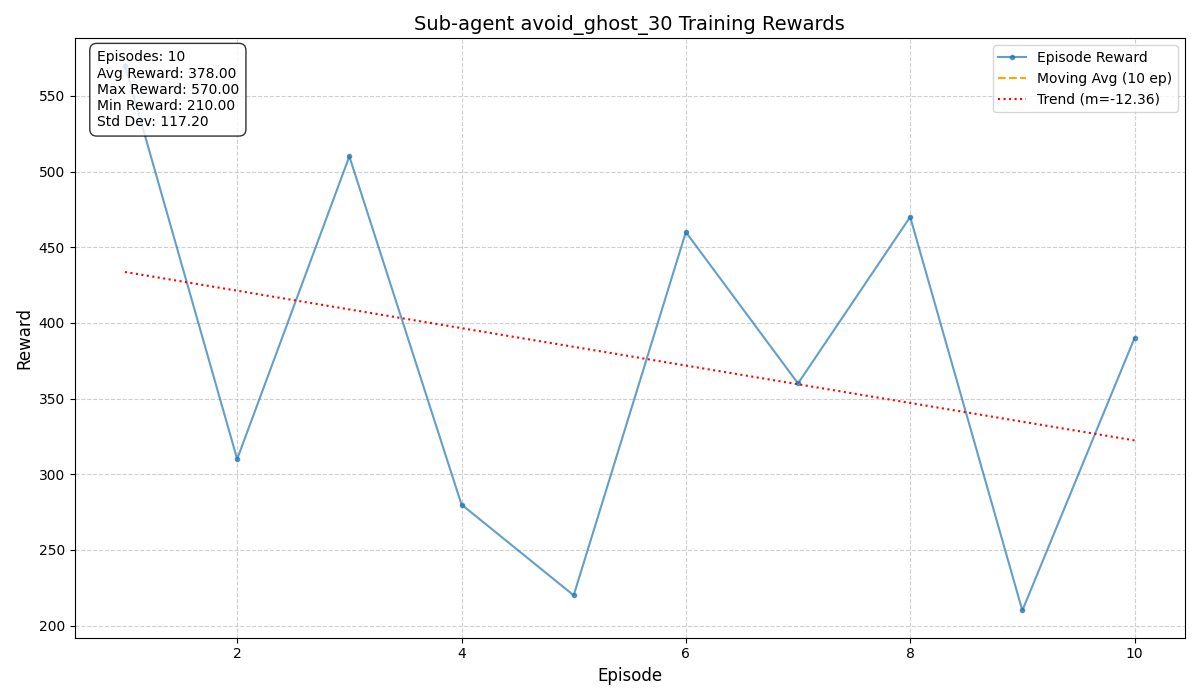 Sub-agent avoid_ghost_30 Training Rewards
Episodes: 10
Avg Reward: 378.00
Max Reward: 570.00
Min Reward: 210.00
Std Dev: 117.20
Episode Reward
Moving Avg (10 ep)
Trend (m=-12.36)
Reward
550
500
450
400
350
300
250
200
2
4
6
8
10
Episode